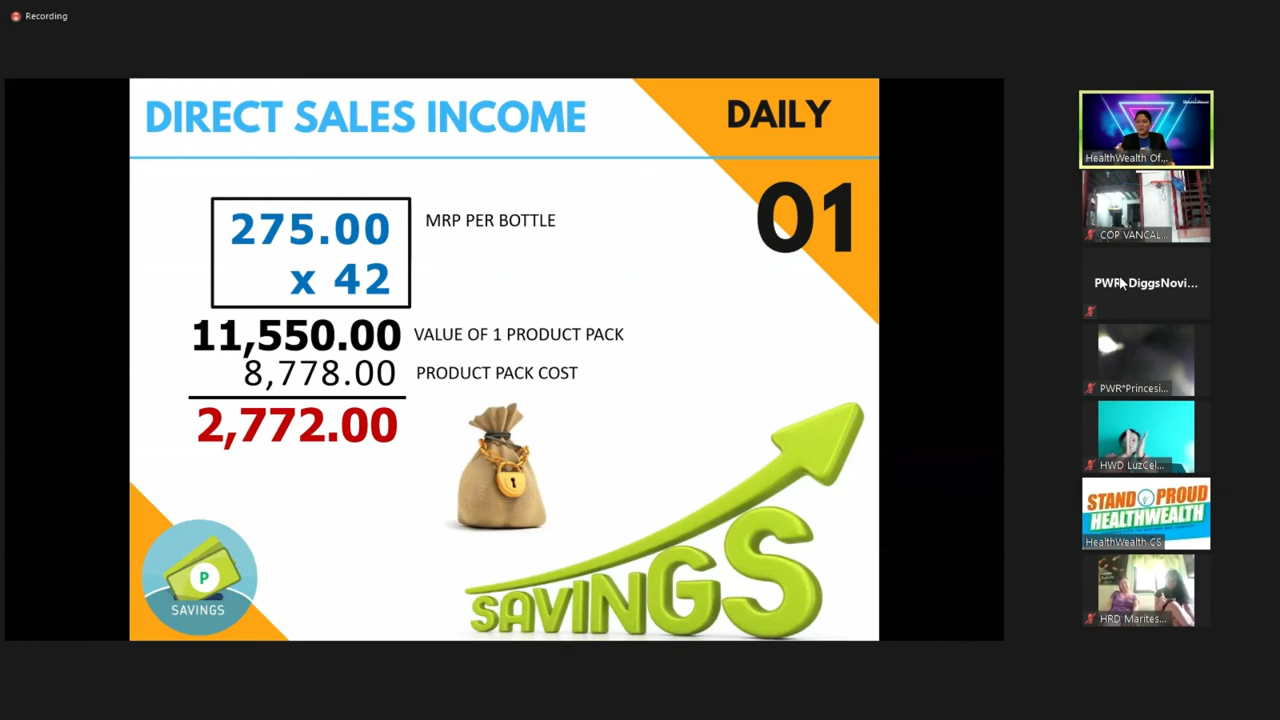 Recording
DIRECT SALES INCOME
DAILY
01
275.00
MRP PER BOTTLE
x 42
11,550.00 VALUE OF 1 PRODUCT PACK
8,778.00 PRODUCT PACK COST
2,772.00
P
SAVINGS
SAVINGS
HealthWealth Of...
COP VANCAL...
PWR DiggsNovi...
PWR*Princesi...
HWD LuzCel...
STAND PROUD
HEALTHWEALTH
HealthWealth CS
HRD Marites...